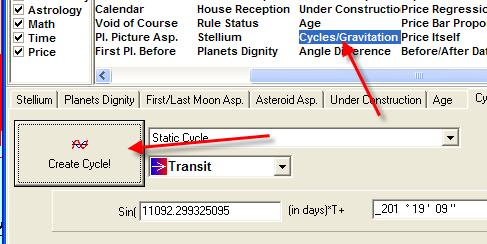 Astrology
Math
Time
Price
Calendar House Reception Under Constructio Price Regressio
Void of Course Rule Status Age Price Bar Propor
Pl. Picture Asp. Stellium Cycles/Gravitation Price Itself
First Pl. Before Planets Dignity Angle Difference Before/After Dat
Stellium Planets Dignity First/Last Moon Asp. Asteroid Asp. Under Construction Age Cy
Create Cycle!
Static Cycle
Transit
Sin( 11092.299325095 (in days)*T+ _201 ° 19 ' 09 "